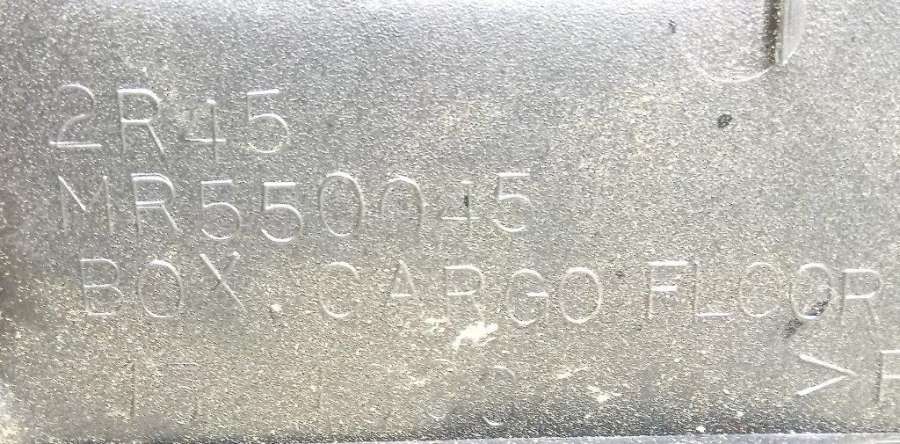 2R45
MR550045
BOX, CARGO FLOOR
>P